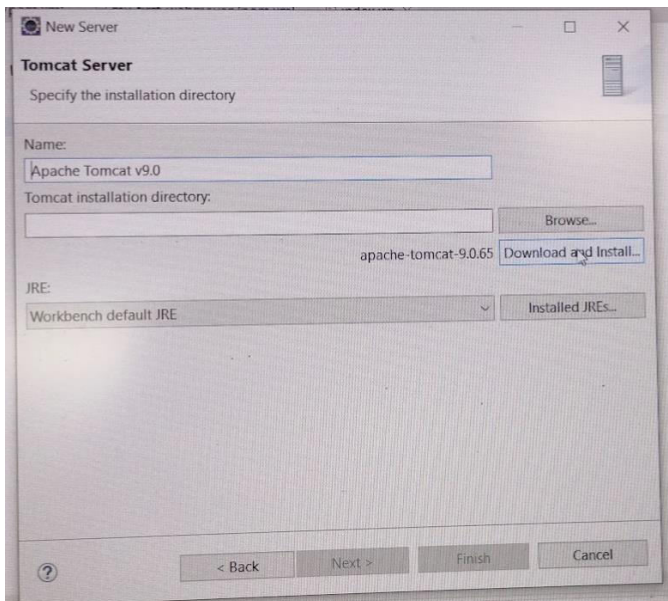 New Server
Tomcat Server
Specify the installation directory
Name:
Apache Tomcat v9.0
Tomcat installation directory:
Browse...
apache-tomcat-9.0.65 Download and Install...
JRE:
Workbench default JRE
Installed JREs...
?
< Back Next > Finish Cancel